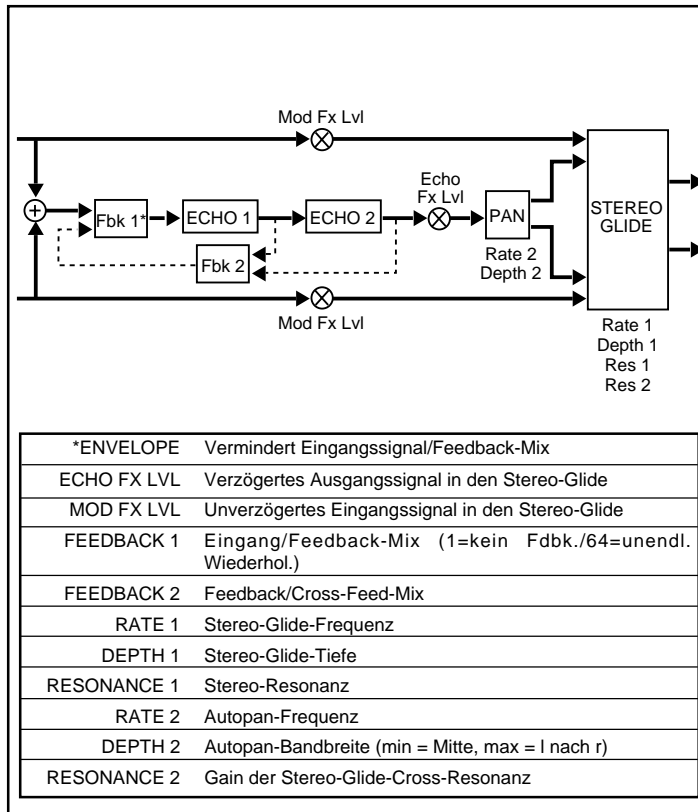 Mod Fx Lvl
Echo
Fx Lvl
+
Fbk 1*
ECHO 1
ECHO 2
PAN
STEREO
GLIDE
Fbk 2
Rate 2
Depth 2
Mod Fx Lvl
Rate 1
Depth 1
Res 1
Res 2
*ENVELOPE Vermindert Eingangssignal/Feedback-Mix
ECHO FX LVL Verzögertes Ausgangssignal in den Stereo-Glide
MOD FX LVL Unverzögertes Eingangssignal in den Stereo-Glide
FEEDBACK 1 Eingang/Feedback-Mix (1=kein Fdbk./64=unendl.
Wiederhol.)
FEEDBACK 2 Feedback/Cross-Feed-Mix
RATE 1 Stereo-Glide-Frequenz
DEPTH 1 Stereo-Glide-Tiefe
RESONANCE 1 Stereo-Resonanz
RATE 2 Autopan-Frequenz
DEPTH 2 Autopan-Bandbreite (min = Mitte, max = l nach r)
RESONANCE 2 Gain der Stereo-Glide-Cross-Resonanz